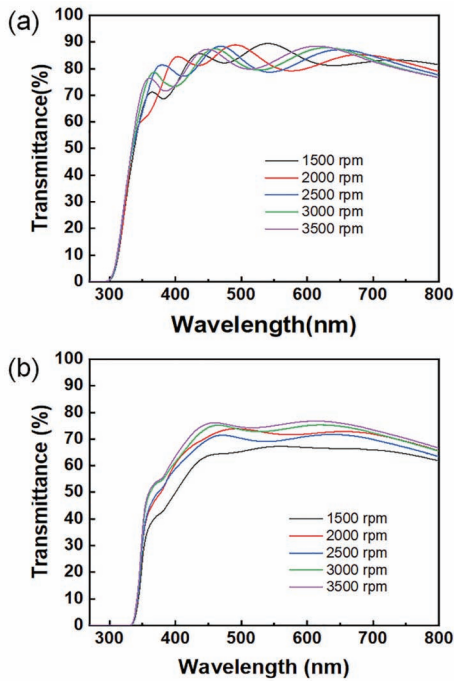 (a)
100
90
80
70
60
50
40
30
20
10
0
Transmittance(%)
1500 rpm
2000 rpm
2500 rpm
3000 rpm
3500 rpm
300 400 500 600 700 800
Wavelength(nm)
(b)
100
90
80
70
60
50
40
30
20
10
0
Transmittance (%)
1500 rpm
2000 rpm
2500 rpm
3000 rpm
3500 rpm
300 400 500 600 700 800
Wavelength (nm)